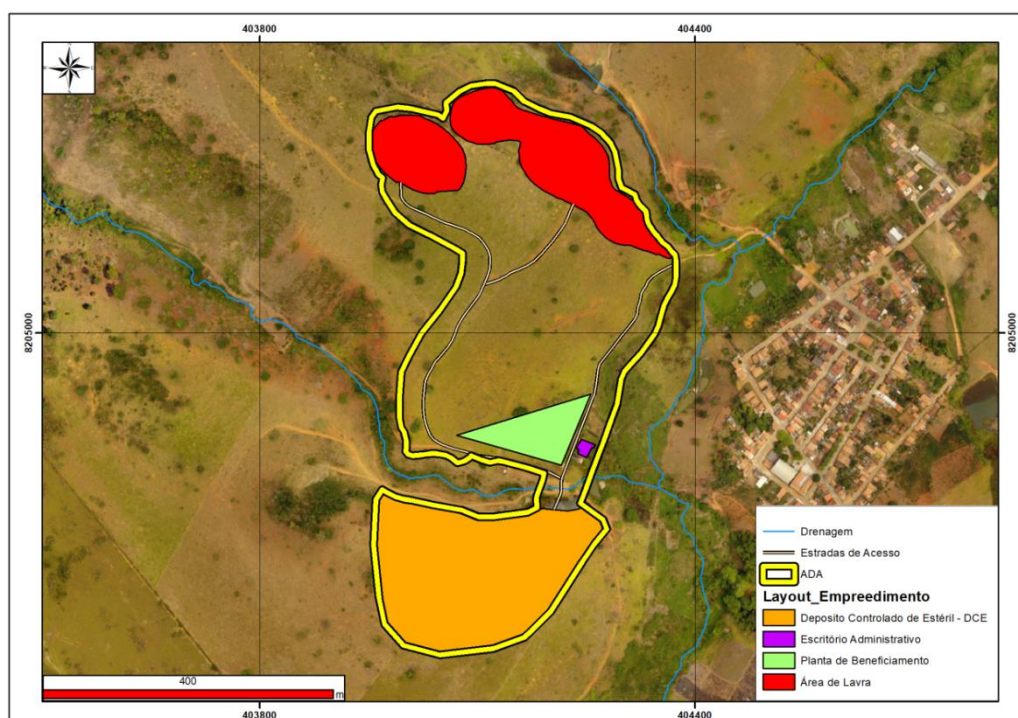 403800 404400
8205000 8205000
Drenagem
Estradas de Acesso
ADA
Layout_Empreedimento
Deposito Controlado de Estéril - DCE
Escritório Administrativo
Planta de Beneficiamento
Área de Lavra
400
m
403800 404400